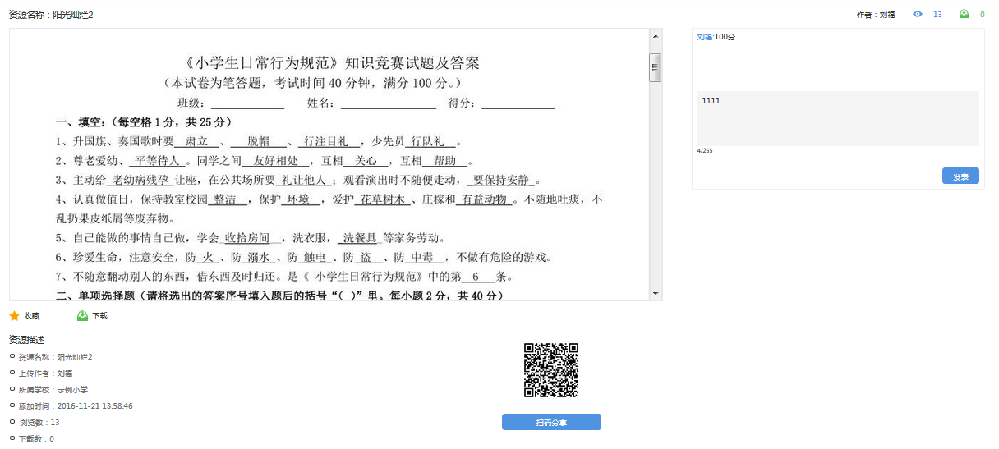 资源名称：阳光灿烂2
作者：刘福 13 0
《小学生日常行为规范》知识竞赛试题及答案
（本试卷为笔答题，考试时间 40 分钟，满分 100 分。）
班级：____________ 姓名：________________ 得分：____________
一、填空：（每空格 1 分，共 25 分）
1、升国旗、奏国歌时要 肃立 、 脱帽 、 行注目礼 ，少先员 行队礼 。
2、尊老爱幼、 平等待人 。同学之间 友好相处 ，互相 关心 ，互相 帮助 。
3、主动给 老幼病残孕 让座，在公共场所要 礼让他人 ；观看演出时不随便走动， 要保持安静 。
4、认真做值日，保持教室校园 整洁 ，保护 环境 ，爱护 花草树木 、庄稼和 有益动物 。不随地吐痰，不
乱扔果皮纸屑等废弃物。
5、自己能做的事情自己做，学会 收拾房间 ，洗衣服， 洗餐具 等家务劳动。
6、珍爱生命，注意安全，防 火 、防 溺水 、防 触电 、防 盗 、防 中毒 ，不做有危险的游戏。
7、不随意翻动别人的东西，借东西及时归还。是《 小学生日常行为规范》中的第 6 条。
二、单项选择题（请将选出的答案序号填入题后的括号“（ ）”里。每小题 2 分，共 40 分）
刘福:100分
1111
4/255
发表
收藏 下载
资源描述
资源名称：阳光灿烂2
上传作者：刘福
所属学校：示例小学
添加时间：2016-11-21 13:58:46
浏览数：13
下载数：0
扫码分享